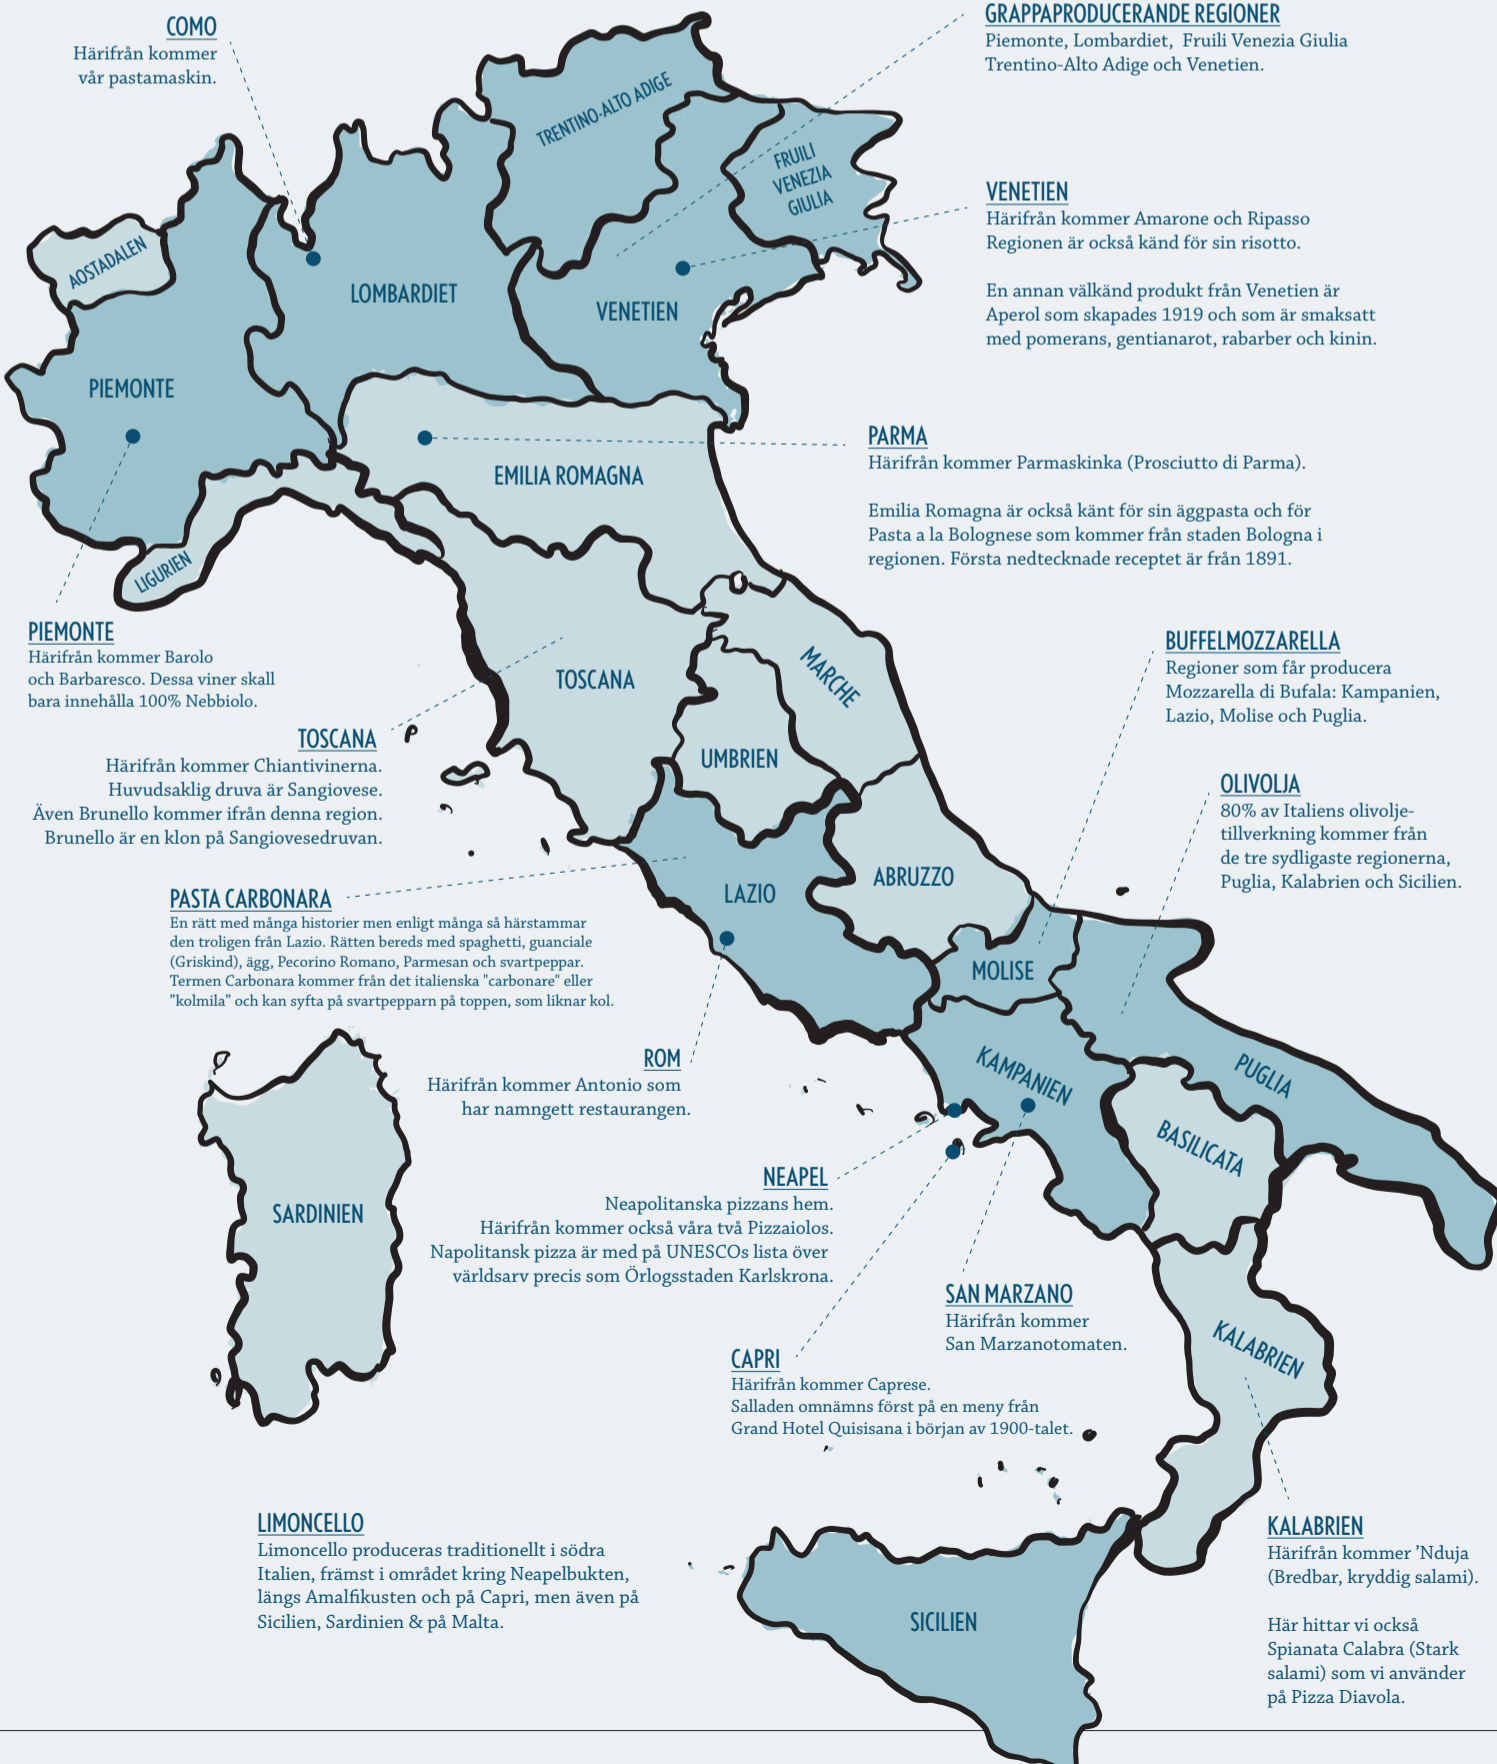 COMO
Härifrån kommer
vår pastamaskin.
GRAPPAPRODUCERANDE REGIONER
Piemonte, Lombardiet, Fruili Venezia Giulia
Trentino-Alto Adige och Venetien.
TRENTINO-ALTO ADIGE
FRUILI
VENEZIA
GIULIA
VENETIEN
Härifrån kommer Amarone och Ripasso
Regionen är också känd för sin risotto.
En annan välkänd produkt från Venetien är
Aperol som skapades 1919 och som är smaksatt
med pomerans, gentianarot, rabarber och kinin.
AOSTADALEN
LOMBARDIET
VENETIEN
PIEMONTE
EMILIA ROMAGNA
PARMA
Härifrån kommer Parmaskinka (Prosciutto di Parma).
Emilia Romagna är också känt för sin äggpasta och för
Pasta a la Bolognese som kommer från staden Bologna i
regionen. Första nedtecknade receptet är från 1891.
LIGURIEN
PIEMONTE
Härifrån kommer Barolo
och Barbaresco. Dessa viner skall
bara innehålla 100% Nebbiolo.
TOSCANA
MARCHE
BUFFELMOZZARELLA
Regioner som får producera
Mozzarella di Bufala: Kampanien,
Lazio, Molise och Puglia.
TOSCANA
Härifrån kommer Chiantivinerna.
Huvudsaklig druva är Sangiovese.
Även Brunello kommer ifrån denna region.
Brunello är en klon på Sangiovesedruvan.
UMBRIEN
OLIVOLJA
80% av Italiens olivolje-
tillverkning kommer från
de tre sydligaste regionerna,
Puglia, Kalabrien och Sicilien.
PASTA CARBONARA
En rätt med många historier men enligt många så härstammar
den troligen från Lazio. Rätten bereds med spaghetti, guanciale
(Griskind), ägg, Pecorino Romano, Parmesan och svartpeppar.
Termen Carbonara kommer från det italienska "carbonare" eller
”kolmila” och kan syfta på svartpepparn på toppen, som liknar kol.
LAZIO
ABRUZZO
MOLISE
ROM
Härifrån kommer Antonio som
har namngett restaurangen.
KAMPANIEN
PUGLIA
BASILICATA
SARDINIEN
NEAPEL
Neapolitanska pizzans hem.
Härifrån kommer också våra två Pizzaiolos.
Napolitansk pizza är med på UNESCOs lista över
världsarv precis som Örlogsstaden Karlskrona.
SAN MARZANO
Härifrån kommer
San Marzanotomaten.
CAPRI
Härifrån kommer Caprese.
Salladen omnämns först på en meny från
Grand Hotel Quisisana i början av 1900-talet.
KALABRIEN
LIMONCELLO
Limoncello produceras traditionellt i södra
Italien, främst i området kring Neapelbukten,
längs Amalfikusten och på Capri, men även på
Sicilien, Sardinien & på Malta.
SICILIEN
KALABRIEN
Härifrån kommer ’Nduja
(Bredbar, kryddig salami).
Här hittar vi också
Spianata Calabra (Stark
salami) som vi använder
på Pizza Diavola.